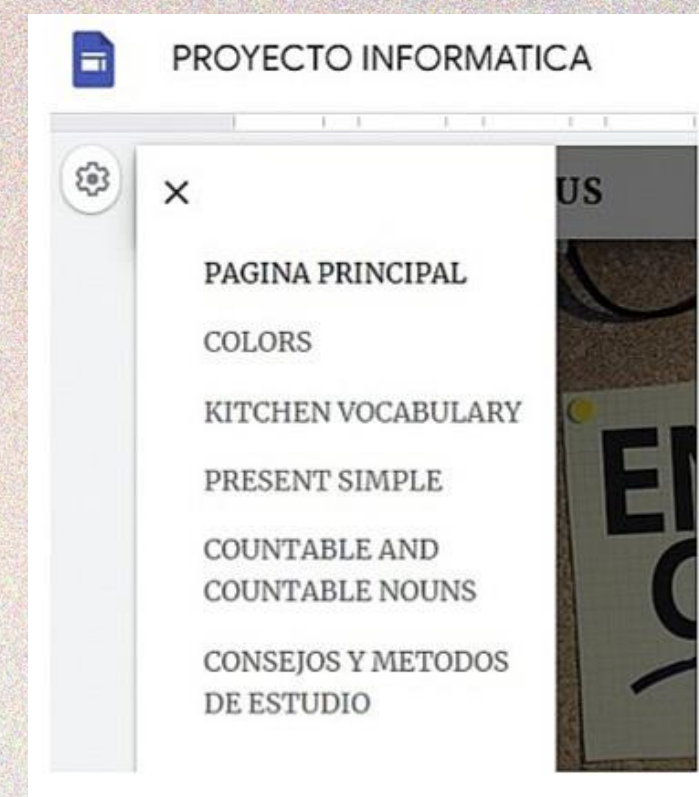 PROYECTO INFORMATICA
US
PAGINA PRINCIPAL
COLORS
KITCHEN VOCABULARY
PRESENT SIMPLE
COUNTABLE AND
COUNTABLE NOUNS
CONSEJOS Y METODOS
DE ESTUDIO